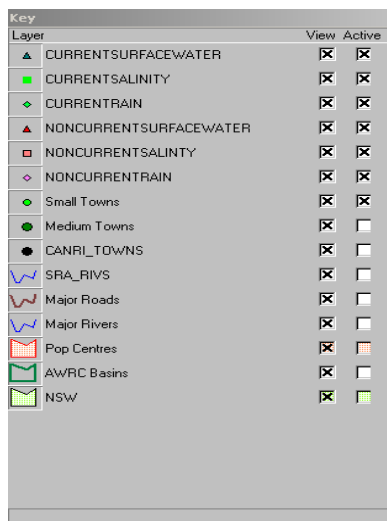 Key
Layer View Active
CURRENTSURFACEWATER
CURRENTSALINITY
CURRENTRAIN
NONCURRENTSURFACEWATER
NONCURRENTSALINTY
NONCURRENTRAIN
Small Towns
Medium Towns
CANRI_TOWNS
SRA_RIVS
Major Roads
Major Rivers
Pop Centres
AWRC Basins
NSW